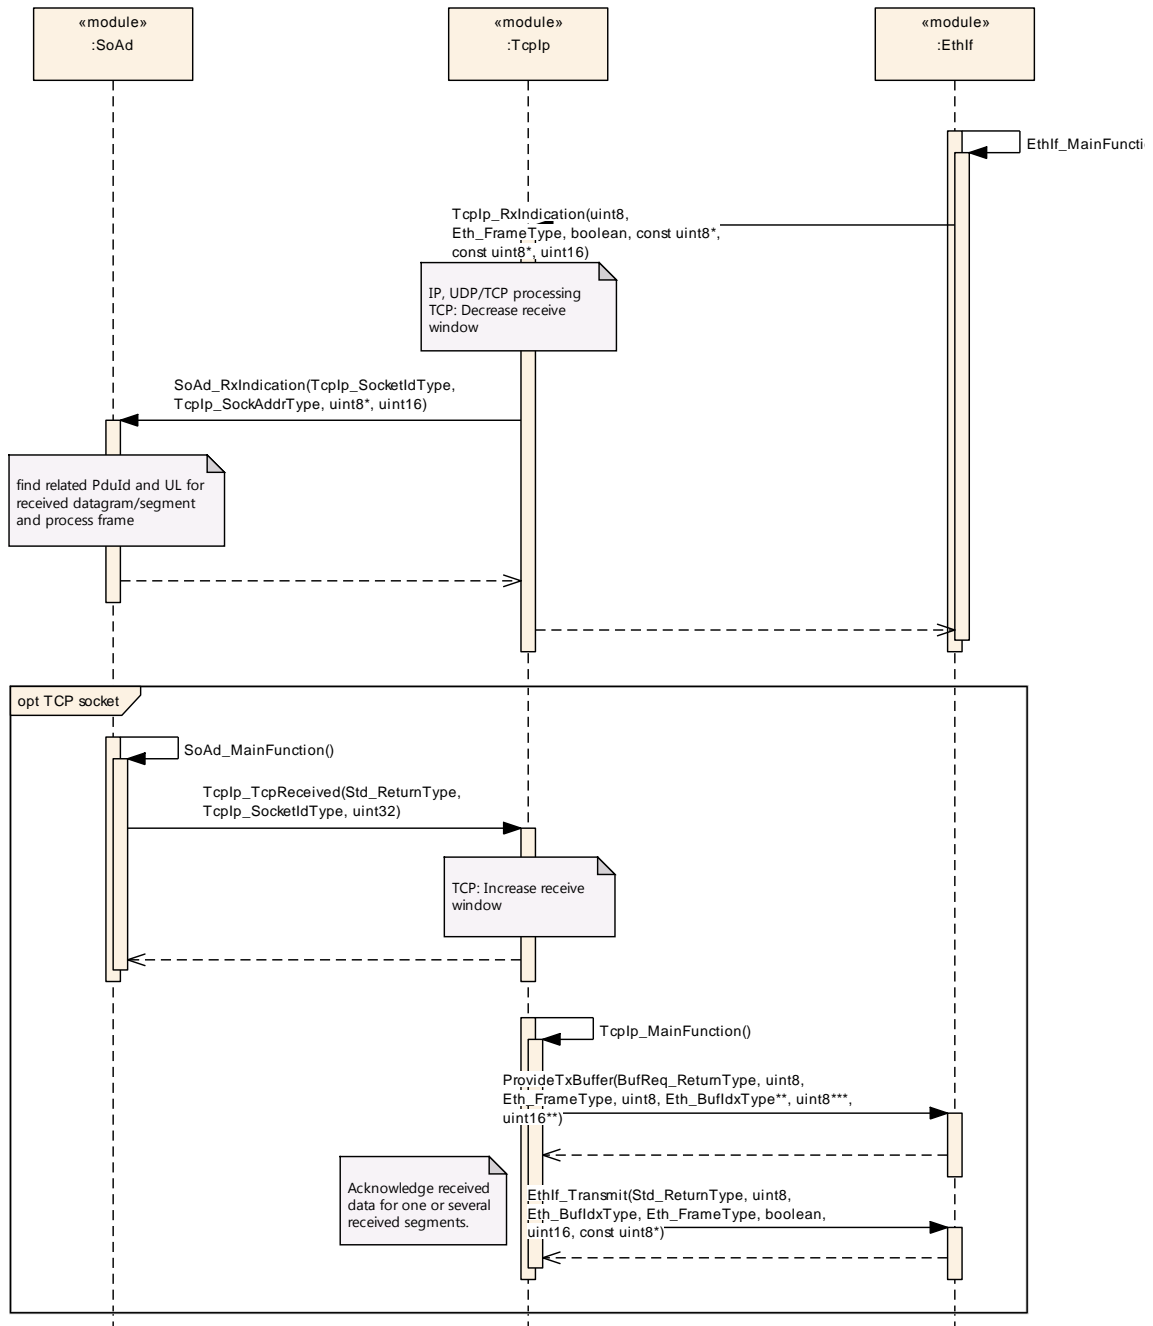 «module»
:SoAd
«module»
:TcpIp
«module»
:EthIf
EthIf_MainFuncti
TcpIp_RxIndication(uint8,
Eth_FrameType, boolean, const uint8*,
const uint8*, uint16)
IP, UDP/TCP processing
TCP: Decrease receive
window
SoAd_RxIndication(TcpIp_SocketIdType,
TcpIp_SockAddrType, uint8*, uint16)
find related PduId and UL for
received datagram/segment
and process frame
opt TCP socket
SoAd_MainFunction()
TcpIp_TcpReceived(Std_ReturnType,
TcpIp_SocketIdType, uint32)
TCP: Increase receive
window
TcpIp_MainFunction()
ProvideTxBuffer(BufReq_ReturnType, uint8,
Eth_FrameType, uint8, Eth_BufIdxType**, uint8***,
uint16**)
Acknowledge received
data for one or several
received segments.
EthIf_Transmit(Std_ReturnType, uint8,
Eth_BufIdxType, Eth_FrameType, boolean,
uint16, const uint8*)